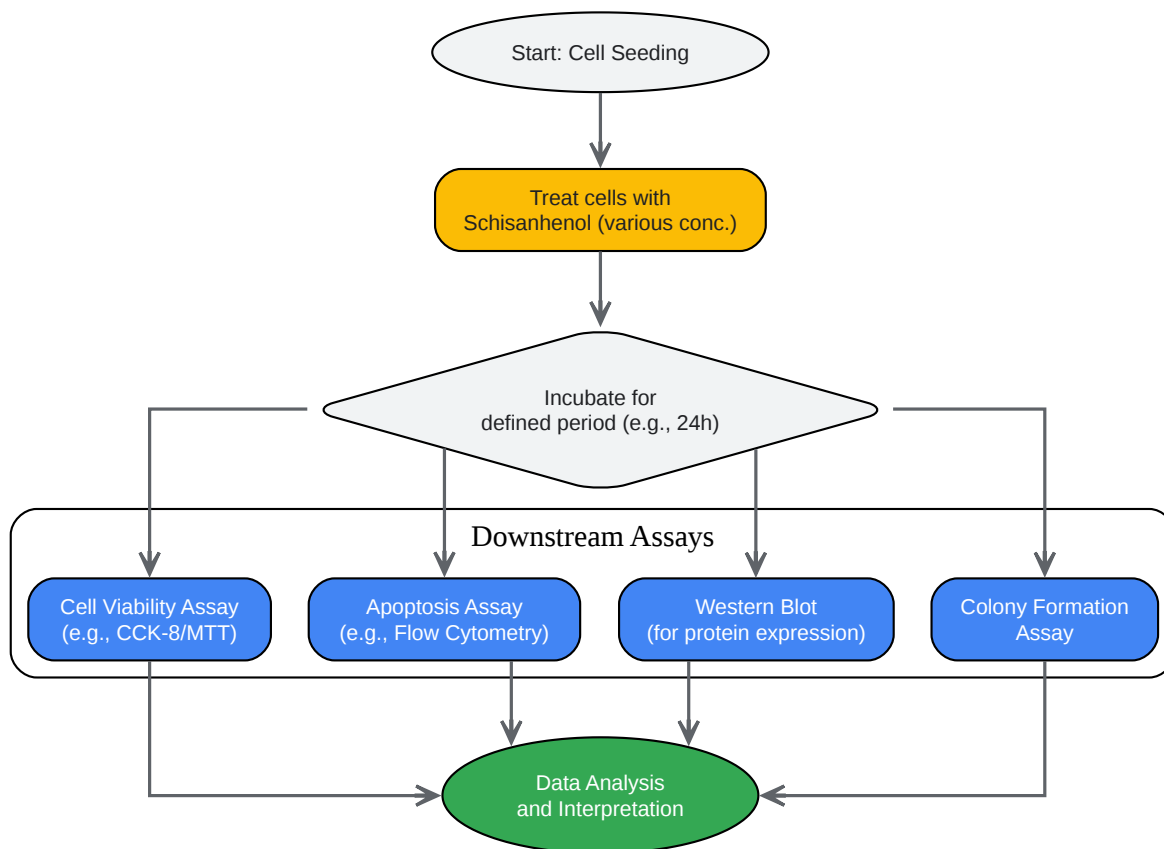 Start: Cell Seeding
Treat cells with
Schisanhenol (various conc.)
Incubate for
defined period (e.g., 24h)
Downstream Assays
Cell Viability Assay
(e.g., CCK-8/MTT)
Apoptosis Assay
(e.g., Flow Cytometry)
Western Blot
(for protein expression)
Colony Formation
Assay
Data Analysis
and Interpretation